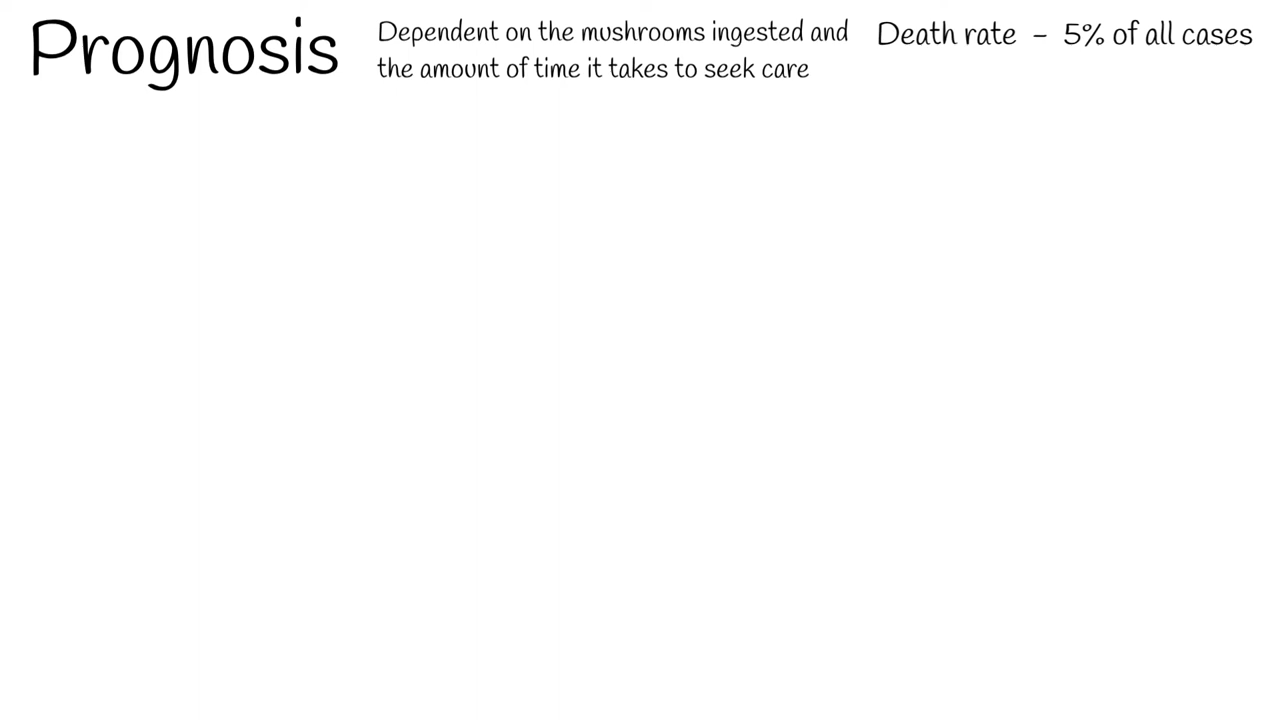 Prognosis
Dependent on the mushrooms ingested and
the amount of time it takes to seek care
Death rate - 5% of all cases